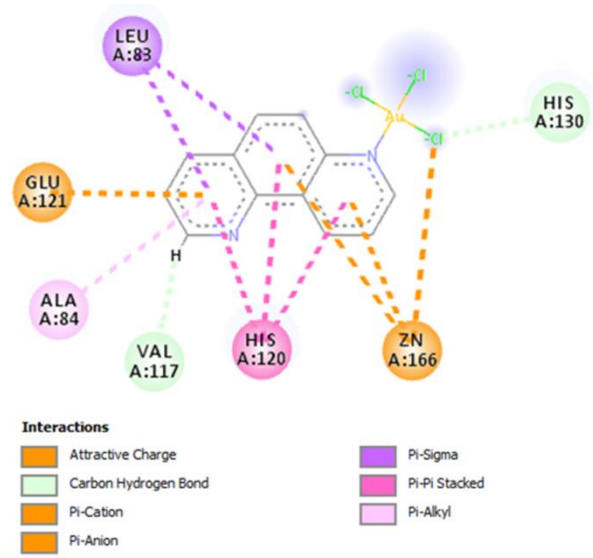 LEU
A:83
-Cl
-Cl
Au
-Cl
HIS
A:130
N
GLU
A:121
N
H
ALA
A:84
VAL
A:117
HIS
A:120
ZN
A:166
Interactions
Attractive Charge
Carbon Hydrogen Bond
Pi-Cation
Pi-Anion
Pi-Sigma
Pi-Pi Stacked
Pi-Alkyl